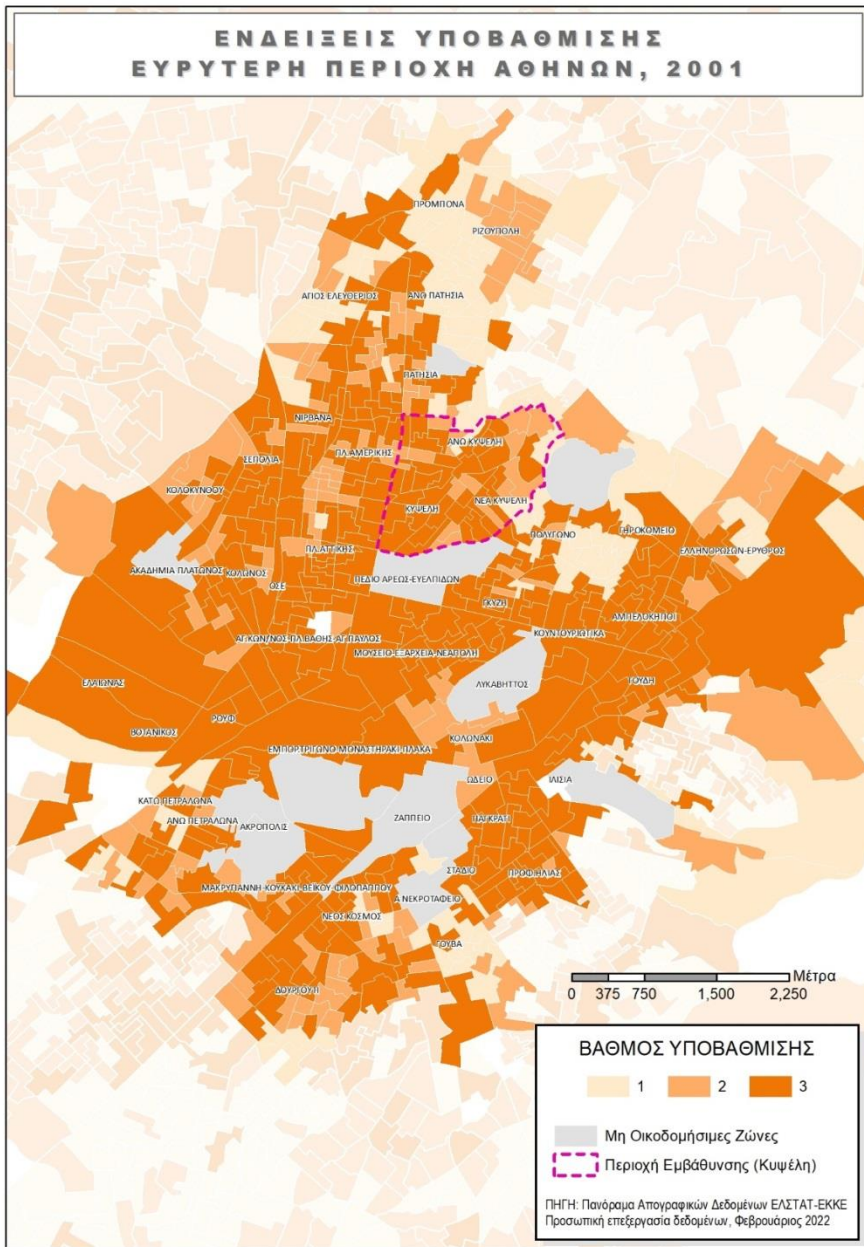 ΕΝΔΕΙΞΕΙΣ ΥΠΟΒΑΘΜΙΣΗΣ
ΕΥΡΥΤΕΡΗ ΠΕΡΙΟΧΗ ΑΘΗΝΩΝ, 2001
ΠΡΟΜΠΟΝΑ
ΡΙΖΟΥΠΟΛΗ
ΑΓΙΟΣ ΕΛΕΥΘΕΡΙΟΣ
ΑΝΩ ΠΑΤΗΣΙΑ
ΠΑΤΗΣΙΑ
ΝΙΡΒΑΝΑ
ΑΝΩ ΚΥΨΕΛΗ
ΠΛ.ΑΜΕΡΙΚΗΣ
ΣΕΠΟΛΙΑ
ΚΟΛΟΚΥΝΘΟΥ
ΝΕΑ ΚΥΨΕΛΗ
ΚΥΨΕΛΗ
ΓΗΡΟΚΟΜΕΙΟ
ΠΟΛΥΓΩΝΟ
ΠΛ.ΑΤΤΙΚΗΣ
ΕΛΛΗΝΟΡΩΣΩΝ-ΕΡΥΘΡΟΣ
ΑΚΑΔΗΜΙΑ ΠΛΑΤΩΝΟΣ
ΚΟΛΩΝΟΣ
ΟΣΕ
ΠΕΔΙΟ ΑΡΕΩΣ-ΕΥΕΛΠΙΔΩΝ
ΓΚΥΖΗ
ΑΜΠΕΛΟΚΗΠΟΙ
ΚΟΥΝΤΟΥΡΙΩΤΙΚΑ
ΑΓ.ΚΩΝ/ΝΟΣ-ΠΛ.ΒΑΘΗΣ-ΑΓ.ΠΑΥΛΟΣ
ΜΟΥΣΕΙΟ-ΕΞΑΡΧΕΙΑ-ΝΕΑΠΟΛΗ
ΕΛΑΙΩΝΑΣ
ΛΥΚΑΒΗΤΤΟΣ
ΓΟΥΔΗ
ΡΟΥΦ
ΒΟΤΑΝΙΚΟΣ
ΚΟΛΩΝΑΚΙ
ΕΜΠΟΡ.ΤΡΙΓΩΝΟ-ΜΟΝΑΣΤΗΡΑΚΙ-ΠΛΑΚΑ
ΩΔΕΙΟ
ΙΛΙΣΙΑ
ΚΑΤΩ ΠΕΤΡΑΛΩΝΑ
ΑΝΩ ΠΕΤΡΑΛΩΝΑ
ΑΚΡΟΠΟΛΙΣ
ΖΑΠΠΕΙΟ
ΠΑΓΚΡΑΤΙ
ΣΤΑΔΙΟ
ΠΡΟΦ.ΗΛΙΑΣ
ΜΑΚΡΥΓΙΑΝΝΗ-ΚΟΥΚΑΚΙ-ΒΕΙΚΟΥ-ΦΙΛΟΠΑΠΠΟΥ
Α ΝΕΚΡΟΤΑΦΕΙΟ
ΝΕΟΣ ΚΟΣΜΟΣ
ΓΟΥΒΑ
ΔΟΥΡΓΟΥΤΙ
Μέτρα
0 375 750 1,500 2,250
ΒΑΘΜΟΣ ΥΠΟΒΑΘΜΙΣΗΣ
1 2 3
Μη Οικοδομήσιμες Ζώνες
Περιοχή Εμβάθυνσης (Κυψέλη)
ΠΗΓΗ: Πανόραμα Απογραφικών Δεδομένων ΕΛΣΤΑΤ-ΕΚΚΕ
Προσωπική επεξεργασία δεδομένων, Φεβρουάριος 2022